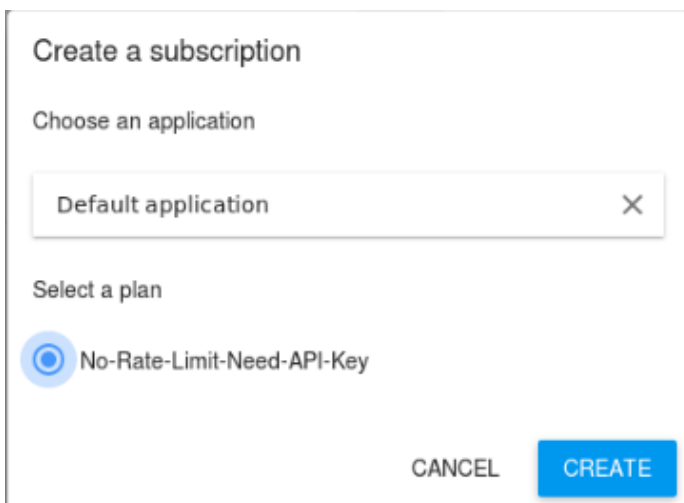 Create a subscription
Choose an application
Default application
Select a plan
No-Rate-Limit-Need-API-Key
CANCEL CREATE